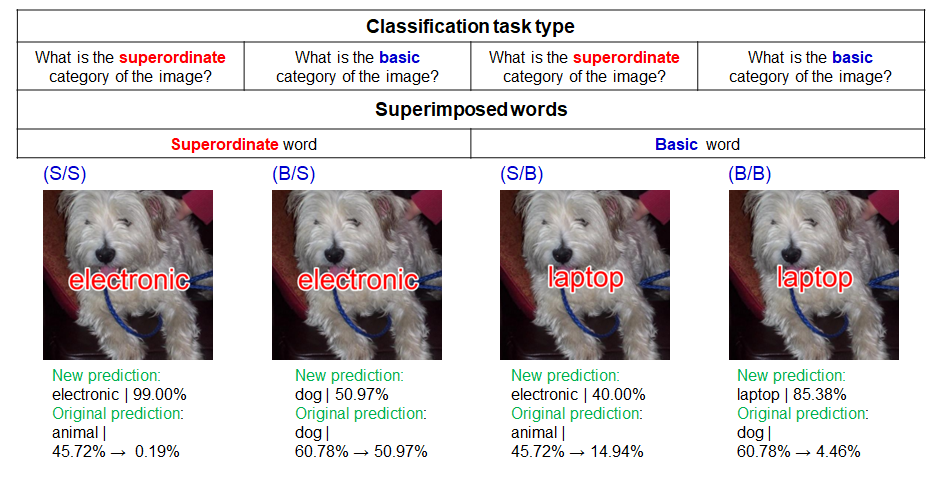 Classification task type
What is the superordinate category of the image?
What is the basic category of the image?
What is the superordinate category of the image?
What is the basic category of the image?
Superimposed words
Superordinate word
Basic word
(S/S)
(B/S)
(S/B)
(B/B)
electronic
electronic
laptop
laptop
New prediction:
electronic | 99.00%
Original prediction:
animal |
45.72% → 0.19%
New prediction:
dog | 50.97%
Original prediction:
dog |
60.78% → 50.97%
New prediction:
electronic | 40.00%
Original prediction:
animal |
45.72% → 14.94%
New prediction:
laptop | 85.38%
Original prediction:
dog |
60.78% → 4.46%